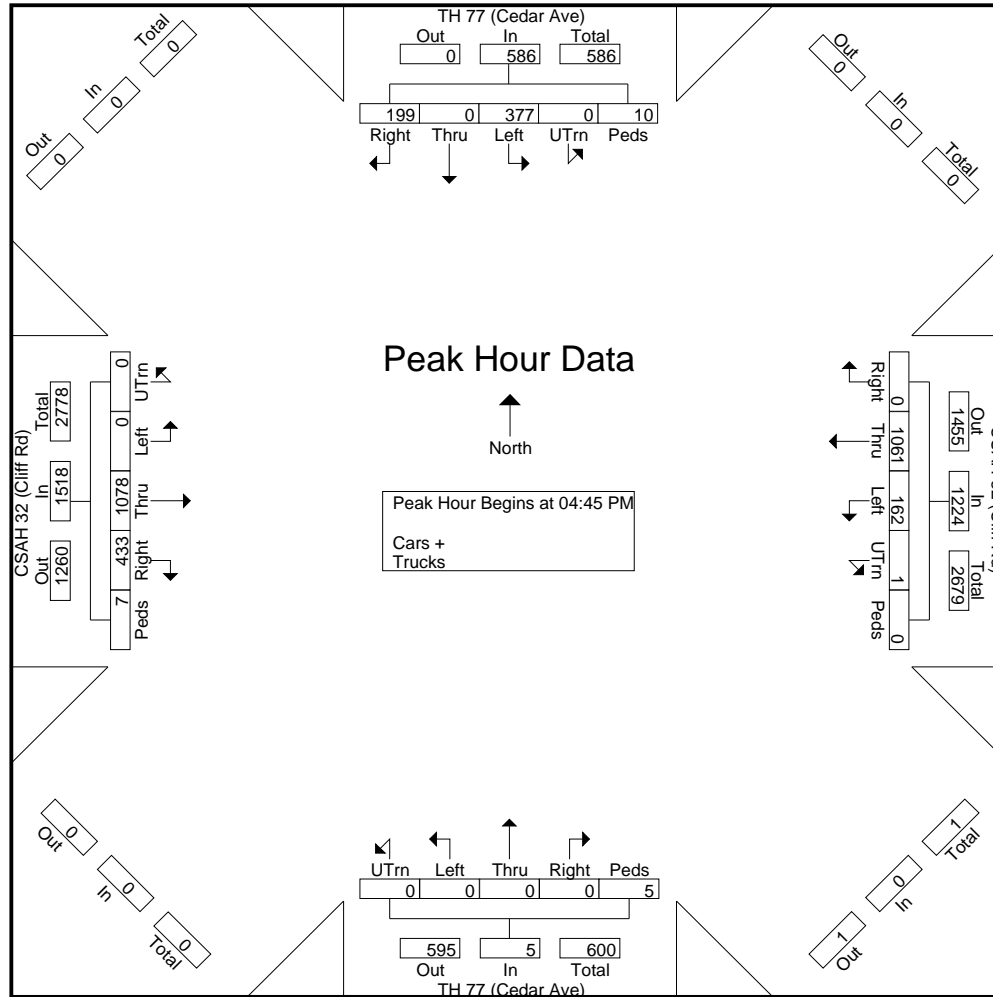 TH 77 (Cedar Ave)
Out In Total
0 586 586
199 0 377 0 10
Right Thru Left UTrn Peds
Total
0
In
0
Out
0
Out
0
In
0
Total
0
CSAH 32 (Cliff Rd)
Total In Out
2778 1518 1260
0 0 1078 433 7
UTrn Left Thru Right Peds
Peak Hour Data
North
Peak Hour Begins at 04:45 PM
Cars +
Trucks
Right Thru Left UTrn Peds
0 1061 162 1 0
Out In Total
1455 1224 2679
0
Out
0
In
0
Total
UTrn Left Thru Right Peds
0 0 0 0 5
595 5 600
Out In Total
TH 77 (Cedar Ave)
1
Total
0
In
1
Out